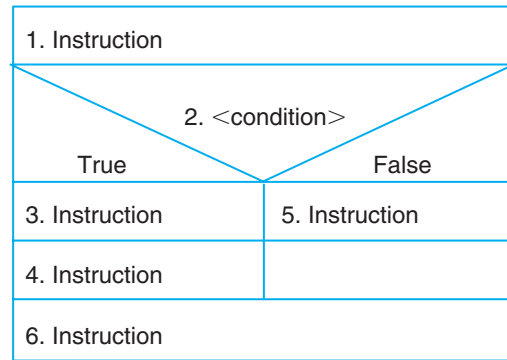 1. Instruction
2. <condition>
True False
3. Instruction 5. Instruction
4. Instruction
6. Instruction